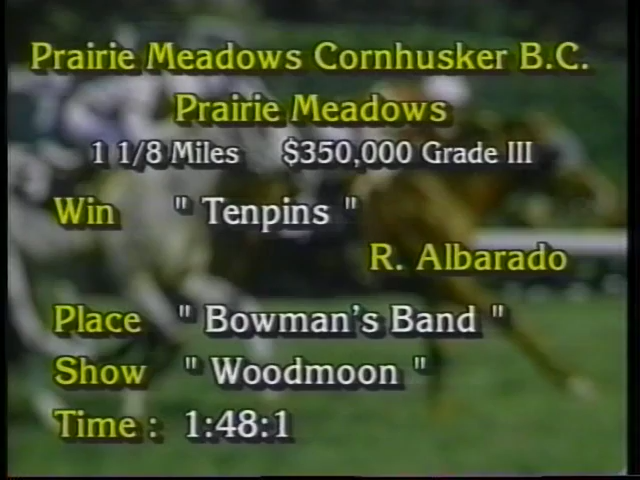 Prairie Meadows Cornhusker B.C.
Prairie Meadows
1 1/8 Miles $350,000 Grade III
Win " Tenpins "
R. Albarado
Place " Bowman's Band "
Show " Woodmoon "
Time : 1:48:1